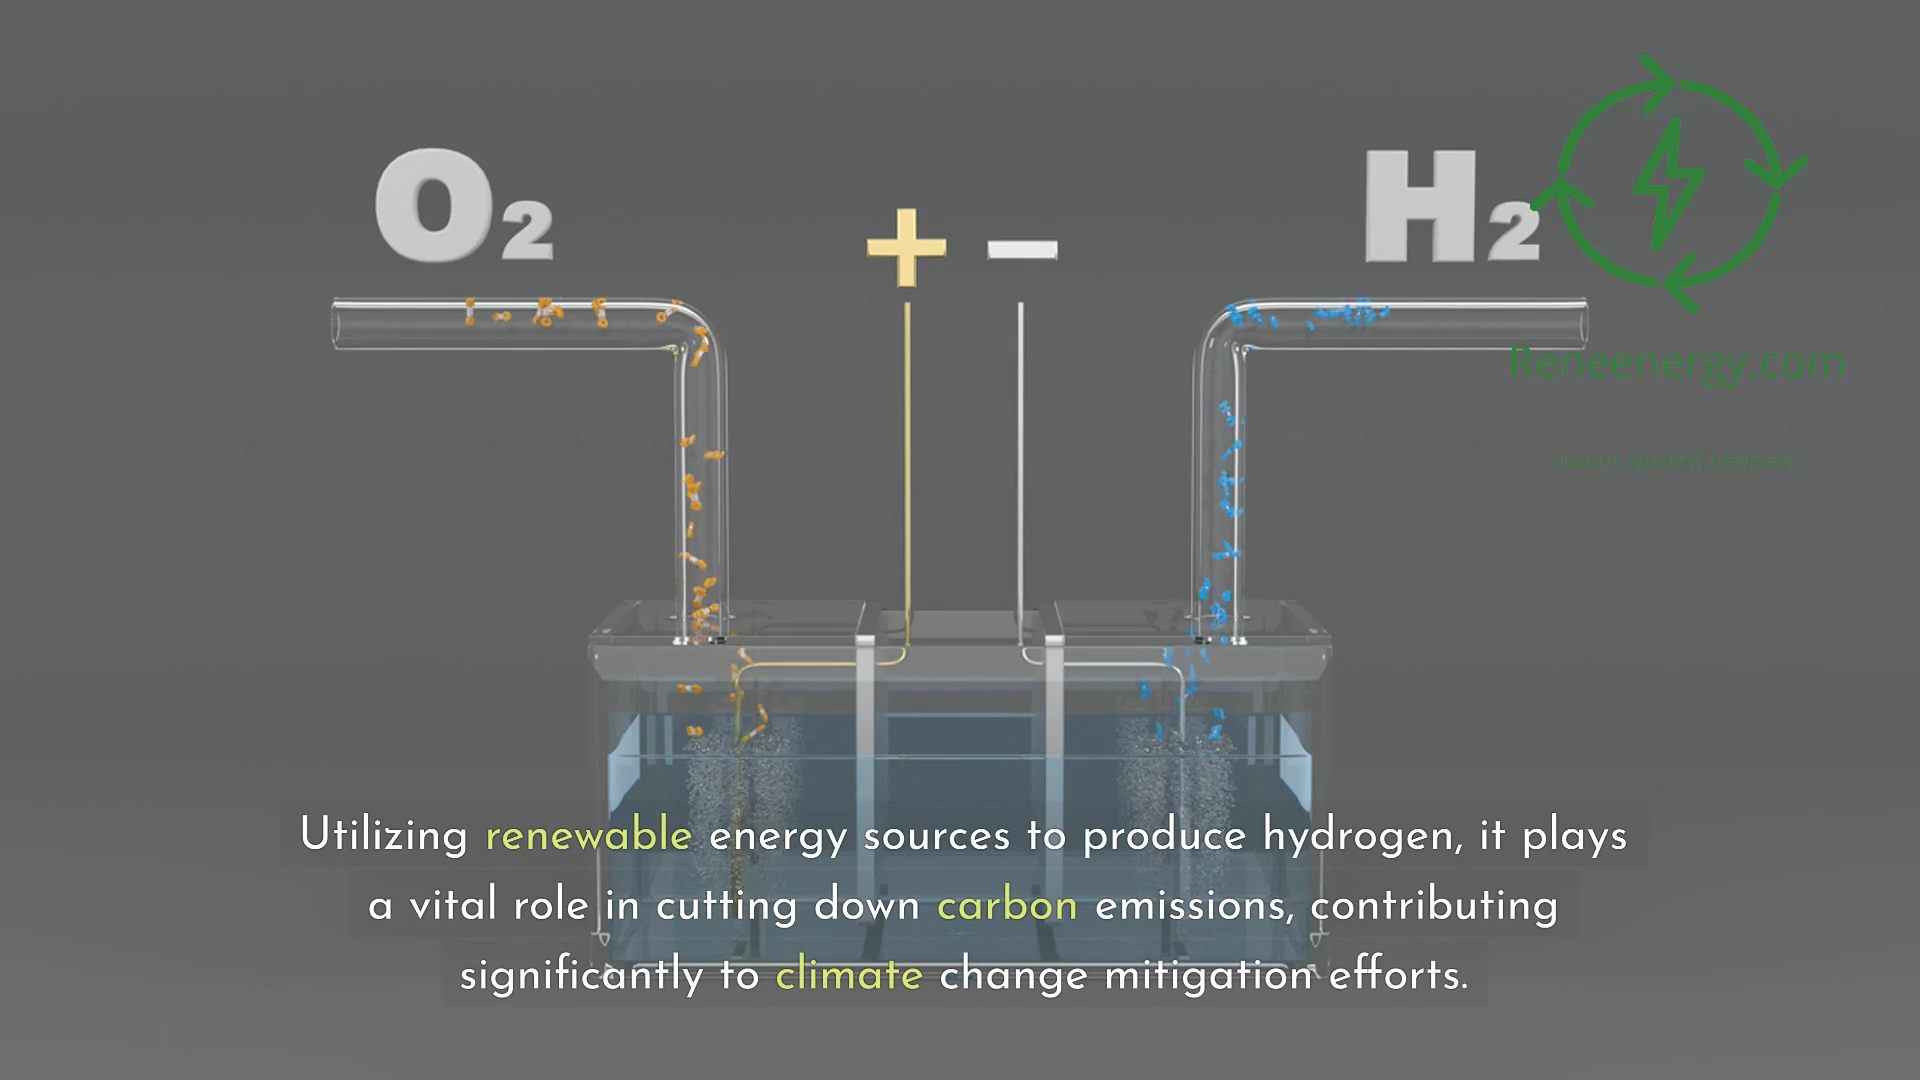 O2
H2
+ −
Reneenergy.com
Utilizing renewable energy sources to produce hydrogen, it plays
a vital role in cutting down carbon emissions, contributing
significantly to climate change mitigation efforts.